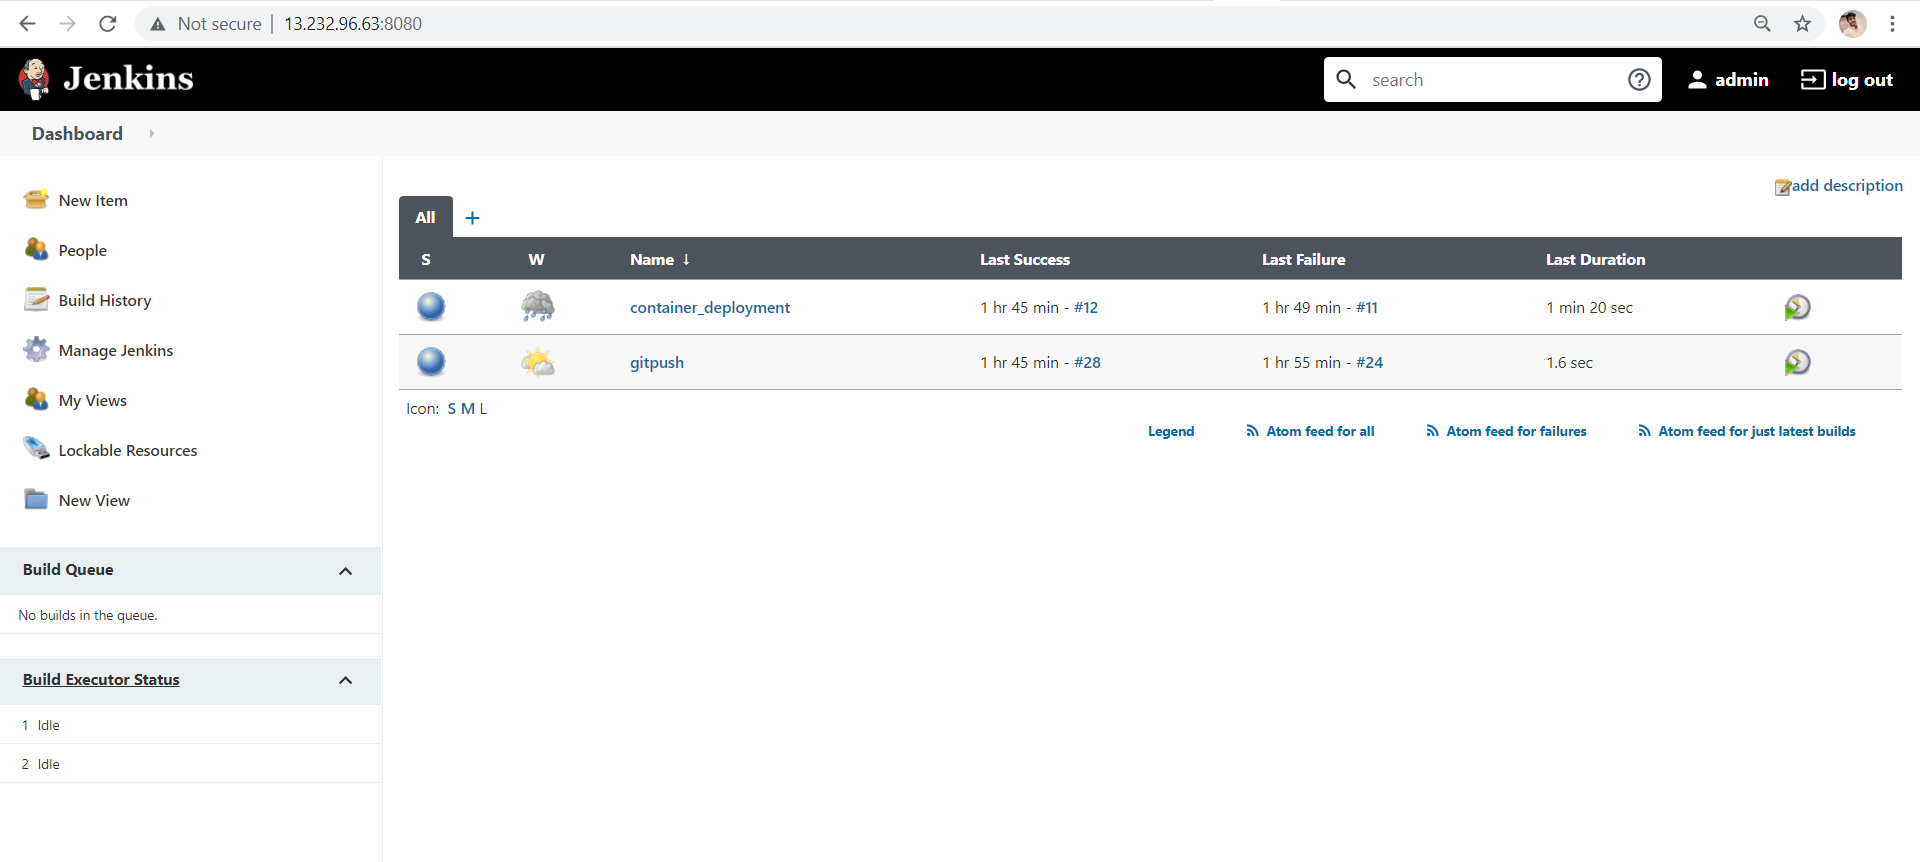 Not secure | 13.232.96.63:8080
Jenkins
search
admin
log out
Dashboard
New Item
People
Build History
Manage Jenkins
My Views
Lockable Resources
New View
Build Queue
No builds in the queue.
Build Executor Status
1 Idle
2 Idle
add description
All +
S W Name ↓ Last Success Last Failure Last Duration
container_deployment 1 hr 45 min - #12 1 hr 49 min - #11 1 min 20 sec
gitpush 1 hr 45 min - #28 1 hr 55 min - #24 1.6 sec
Icon: S M L
Legend Atom feed for all Atom feed for failures Atom feed for just latest builds